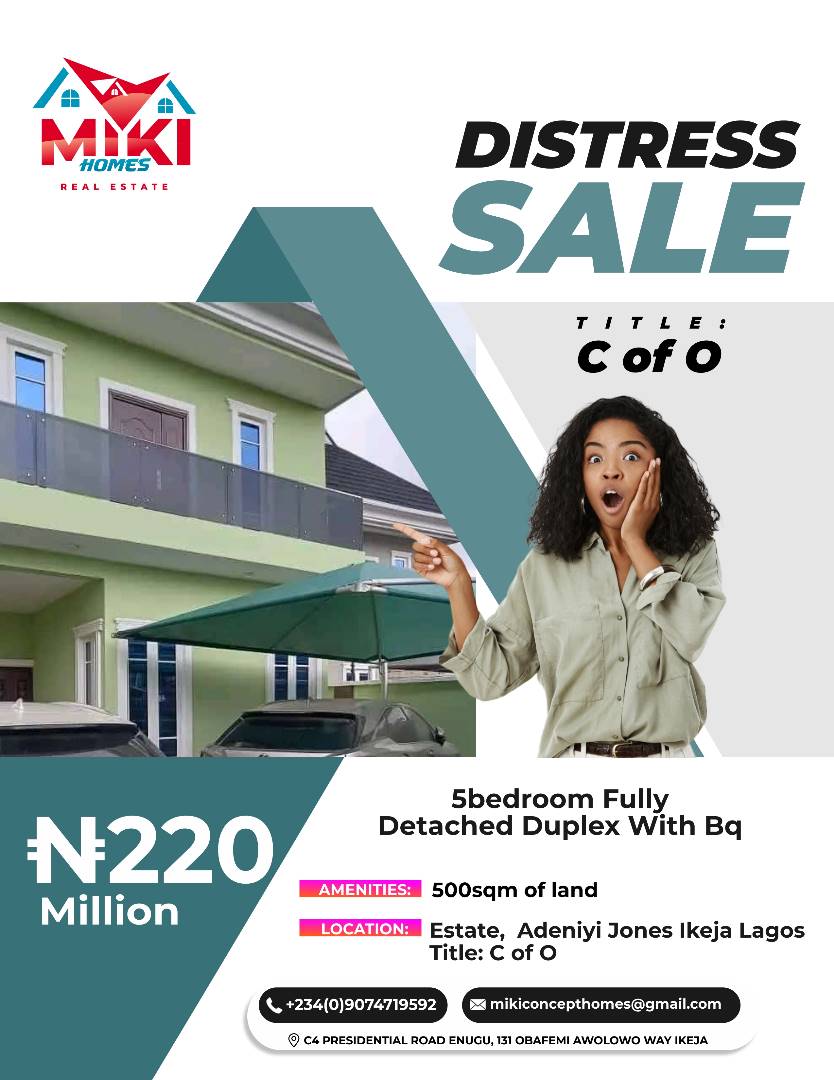 MIKI
HOMES
REAL ESTATE
DISTRESS
SALE
TITLE:
C of O
₦220
Million
5bedroom Fully
Detached Duplex With Bq
AMENITIES: 500sqm of land
LOCATION: Estate, Adeniyi Jones Ikeja Lagos
Title: C of O
+234(0)9074719592 mikiconcepthomes@gmail.com
C4 PRESIDENTIAL ROAD ENUGU, 131 OBAFEMI AWOLOWO WAY IKEJA